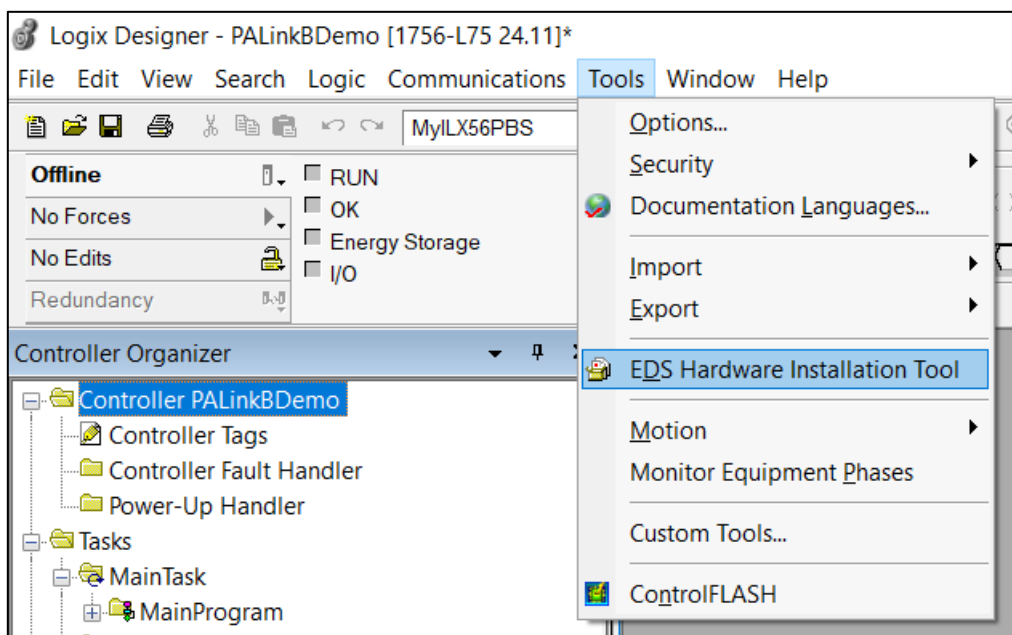 Logix Designer - PALinkBDemo [1756-L75 24.11]*
File Edit View Search Logic Communications Tools Window Help
MyILX56PBS
Offline
RUN
No Forces
OK
No Edits
Energy Storage
Redundancy
I/O
Controller Organizer
Controller PALinkBDemo
Controller Tags
Controller Fault Handler
Power-Up Handler
Tasks
MainTask
MainProgram
Options...
Security
Documentation Languages...
Import
Export
EDS Hardware Installation Tool
Motion
Monitor Equipment Phases
Custom Tools...
ControlFLASH